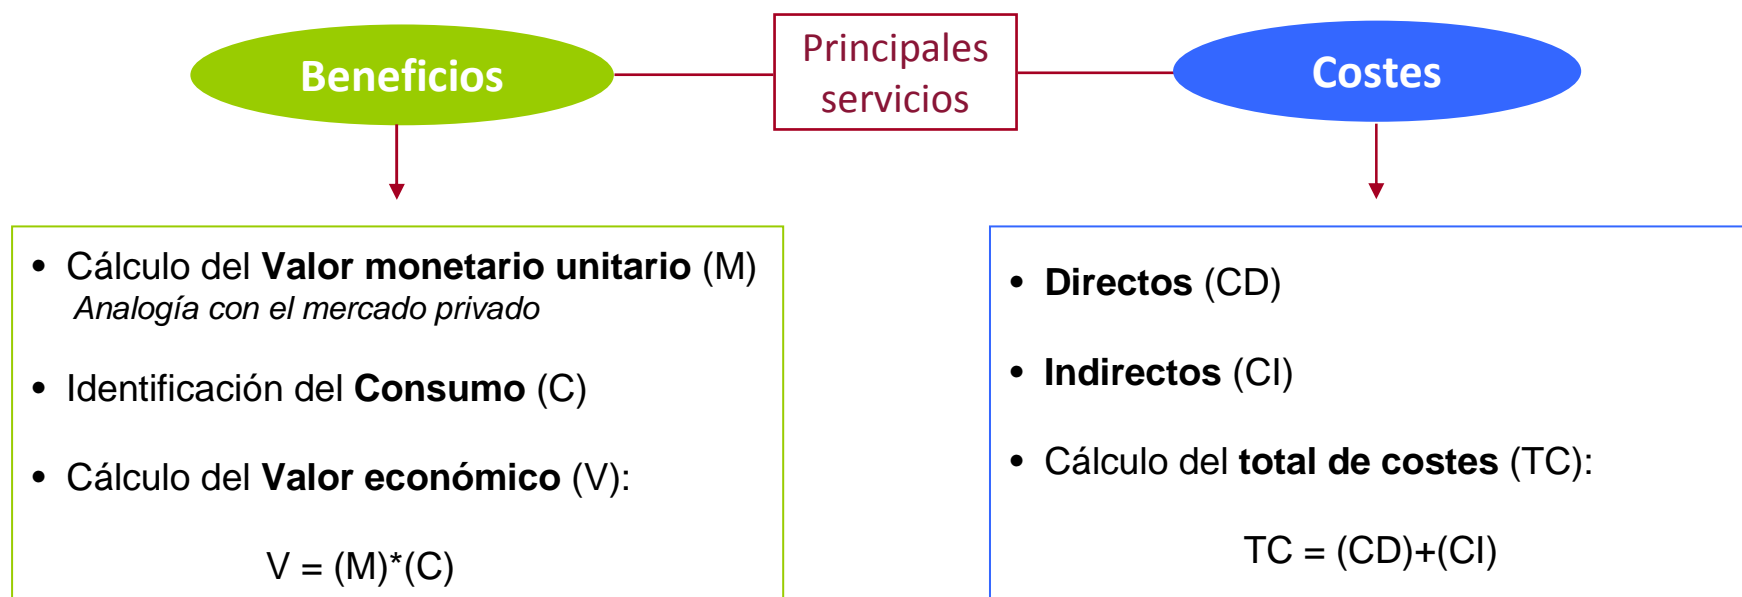 Principales
servicios
Beneficios
Costes
• Cálculo del Valor monetario unitario (M)
Analogía con el mercado privado
• Identificación del Consumo (C)
• Cálculo del Valor económico (V):
V = (M)*(C)
• Directos (CD)
• Indirectos (CI)
• Cálculo del total de costes (TC):
TC = (CD)+(CI)